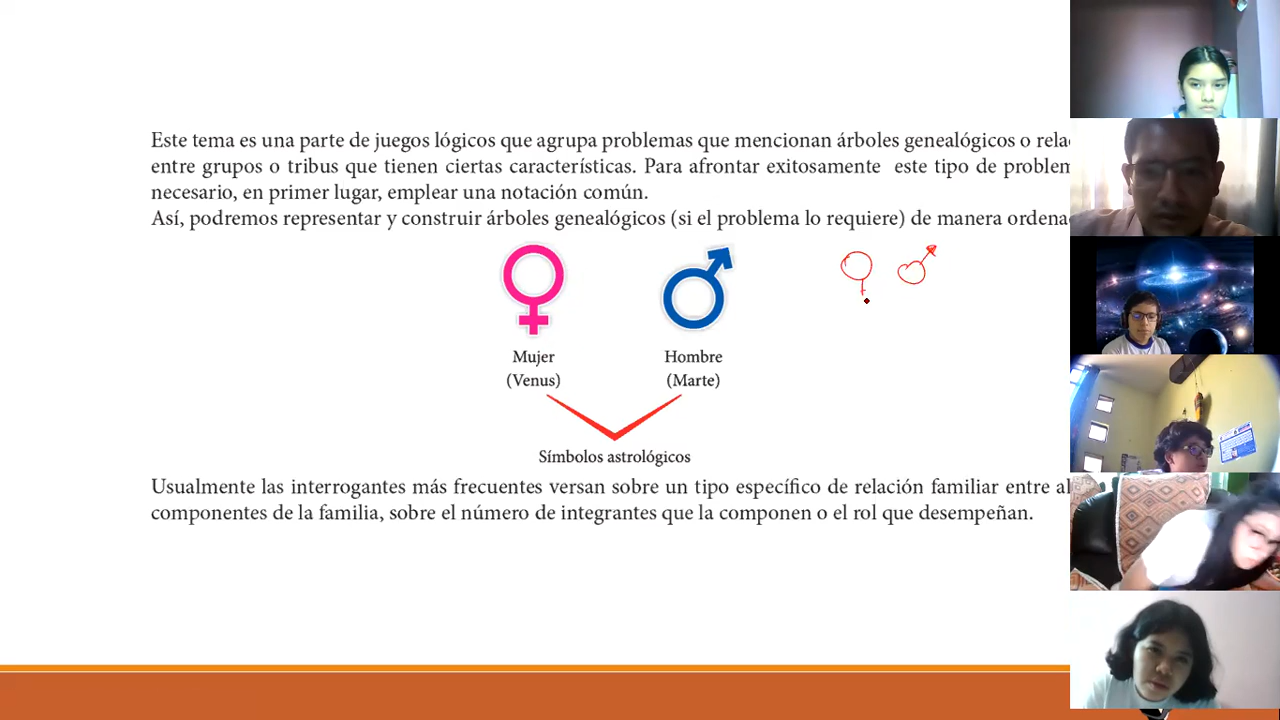 Este tema es una parte de juegos lógicos que agrupa problemas que mencionan árboles genealógicos o
entre grupos o tribus que tienen ciertas características. Para afrontar exitosamente este tipo de
necesario, en primer lugar, emplear una notación común.
Así, podremos representar y construir árboles genealógicos (si el problema lo requiere) de manera
Mujer Hombre
(Venus) (Marte)
Símbolos astrológicos
Usualmente las interrogantes más frecuentes versan sobre un tipo específico de relación familiar entre
componentes de la familia, sobre el número de integrantes que la componen o el rol que desempeñan.